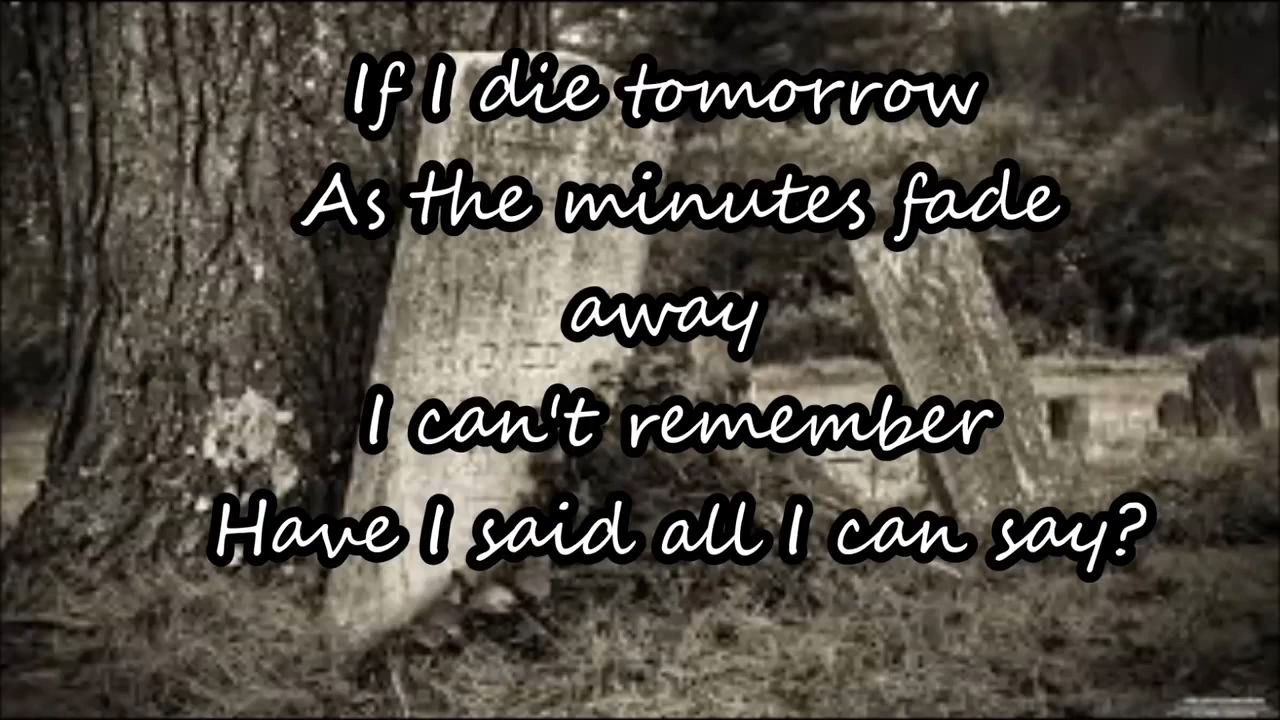 If I die tomorrow
As the minutes fade
away
I can't remember
Have I said all I can say?